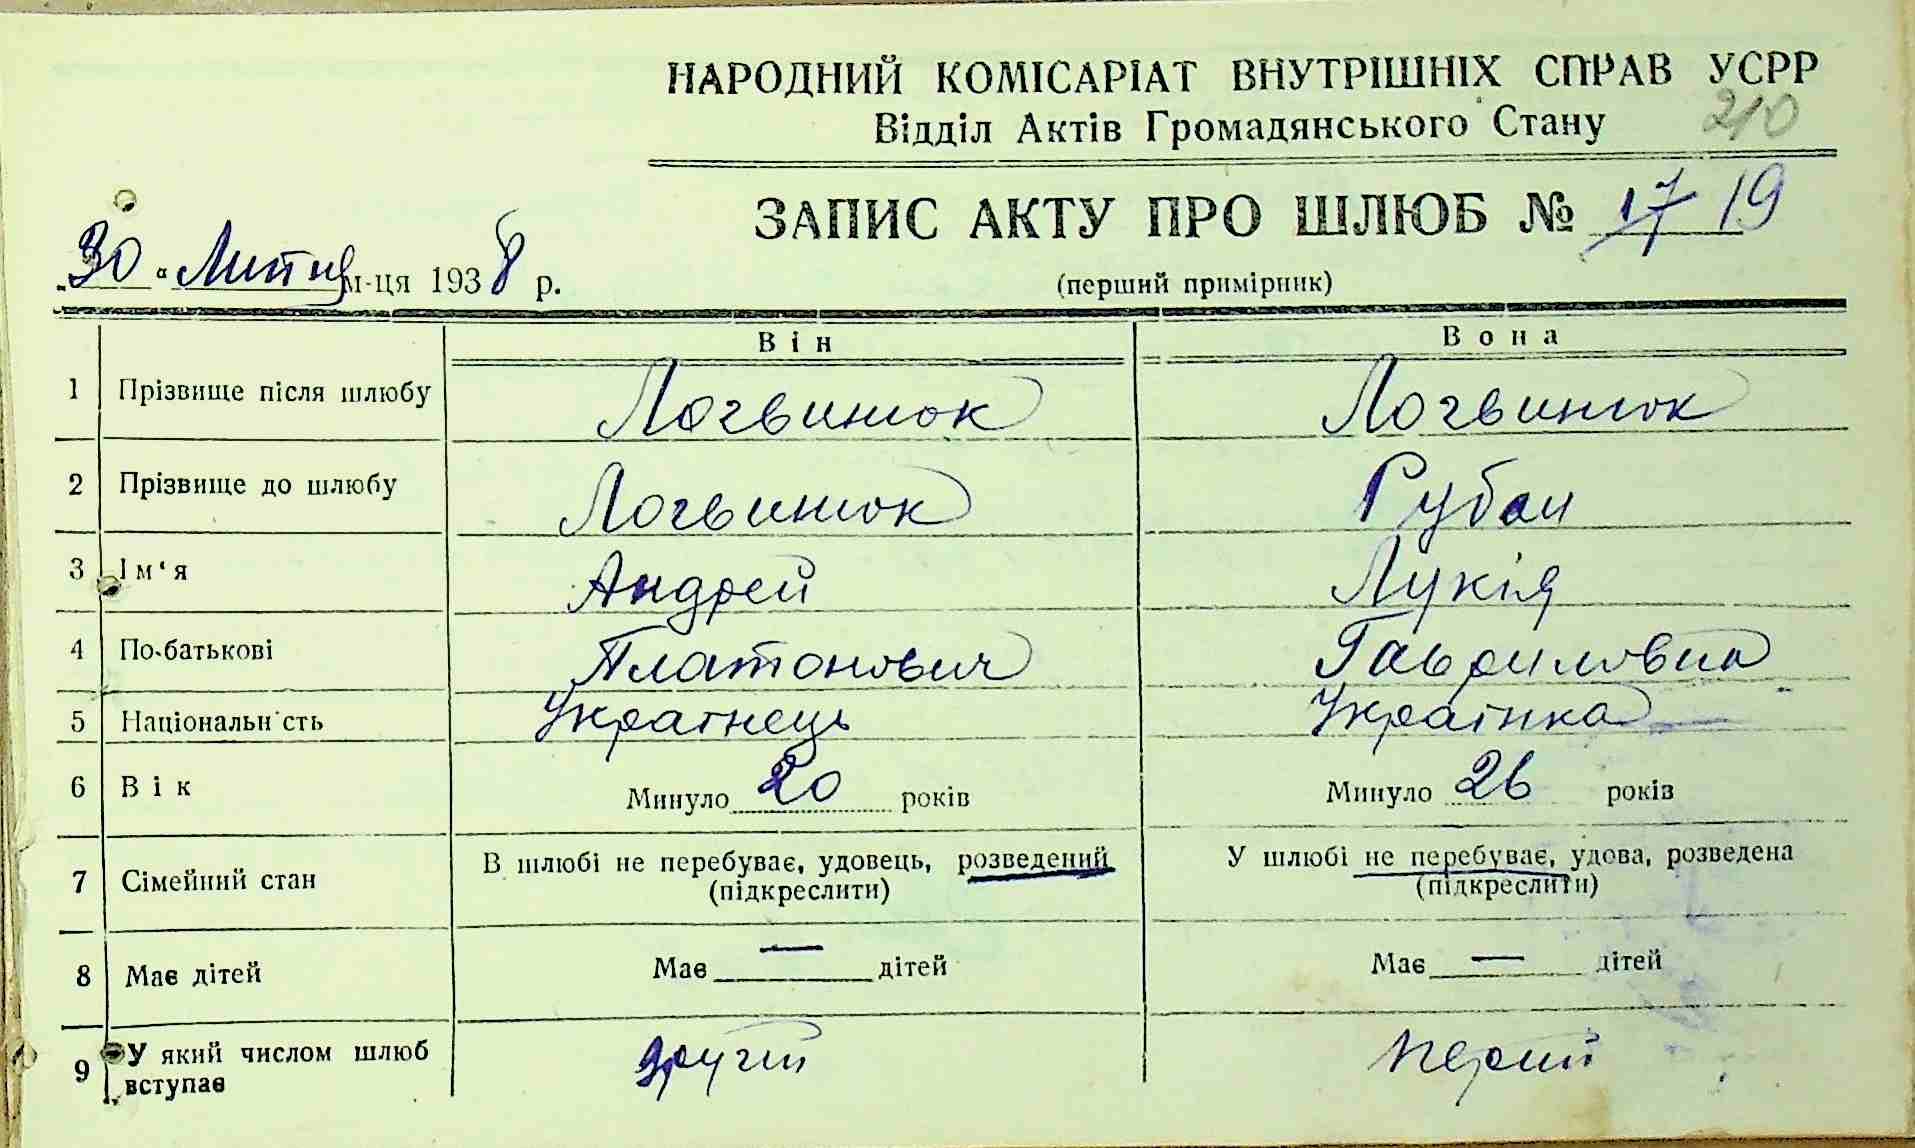 НАРОДНИЙ КОМІСАРІАТ ВНУТРІШНІХ СПРАВ УСРР
Відділ Актів Громадянського Стану 210
ЗАПИС АКТУ ПРО ШЛЮБ № 17 19
„30“ Липня м-ця 1938 р.
(перший примірник)
Він Вона
1 Прізвище після шлюбу Логвинюк Логвинюк
2 Прізвище до шлюбу Логвинюк Рубан
3 Ім‘я Андрей Лукія
4 По-батькові Платонович Гавриловна
5 Національність Українець Українка
6 Вік Минуло 20 років Минуло 26 років
7 Сімейний стан В шлюбі не перебуває, удовець, розведений У шлюбі не перебуває, удова, розведена
(підкреслити) (підкреслити)
8 Має дітей Має — дітей Має — дітей
9 У який числом шлюб вступає другий перший